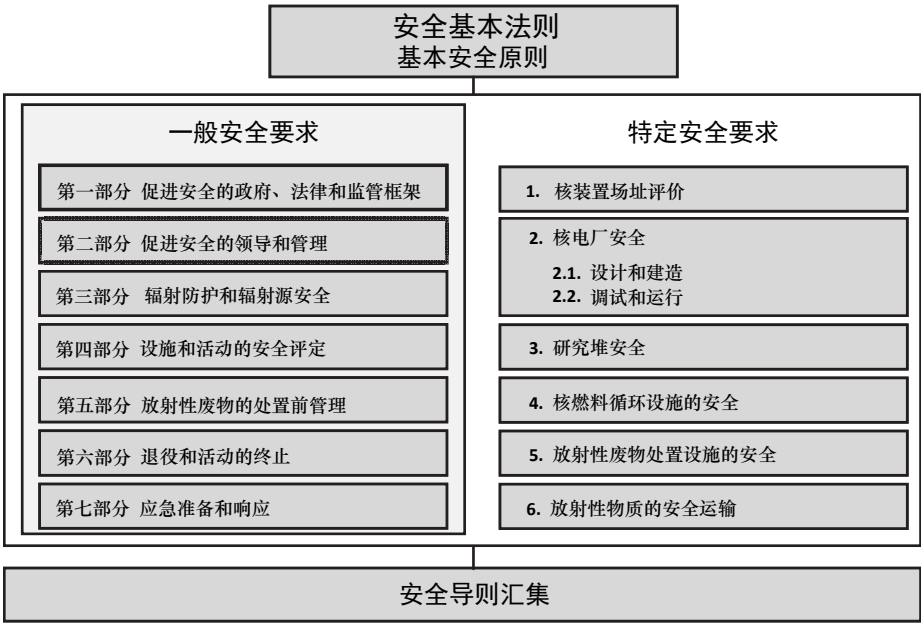 安全基本法则
基本安全原则
一般安全要求
第一部分 促进安全的政府、法律和监管框架
第二部分 促进安全的领导和管理
第三部分 辐射防护和辐射源安全
第四部分 设施和活动的安全评定
第五部分 放射性废物的处置前管理
第六部分 退役和活动的终止
第七部分 应急准备和响应
特定安全要求
1. 核装置场址评价
2. 核电厂安全
2.1. 设计和建造
2.2. 调试和运行
3. 研究堆安全
4. 核燃料循环设施的安全
5. 放射性废物处置设施的安全
6. 放射性物质的安全运输
安全导则汇集